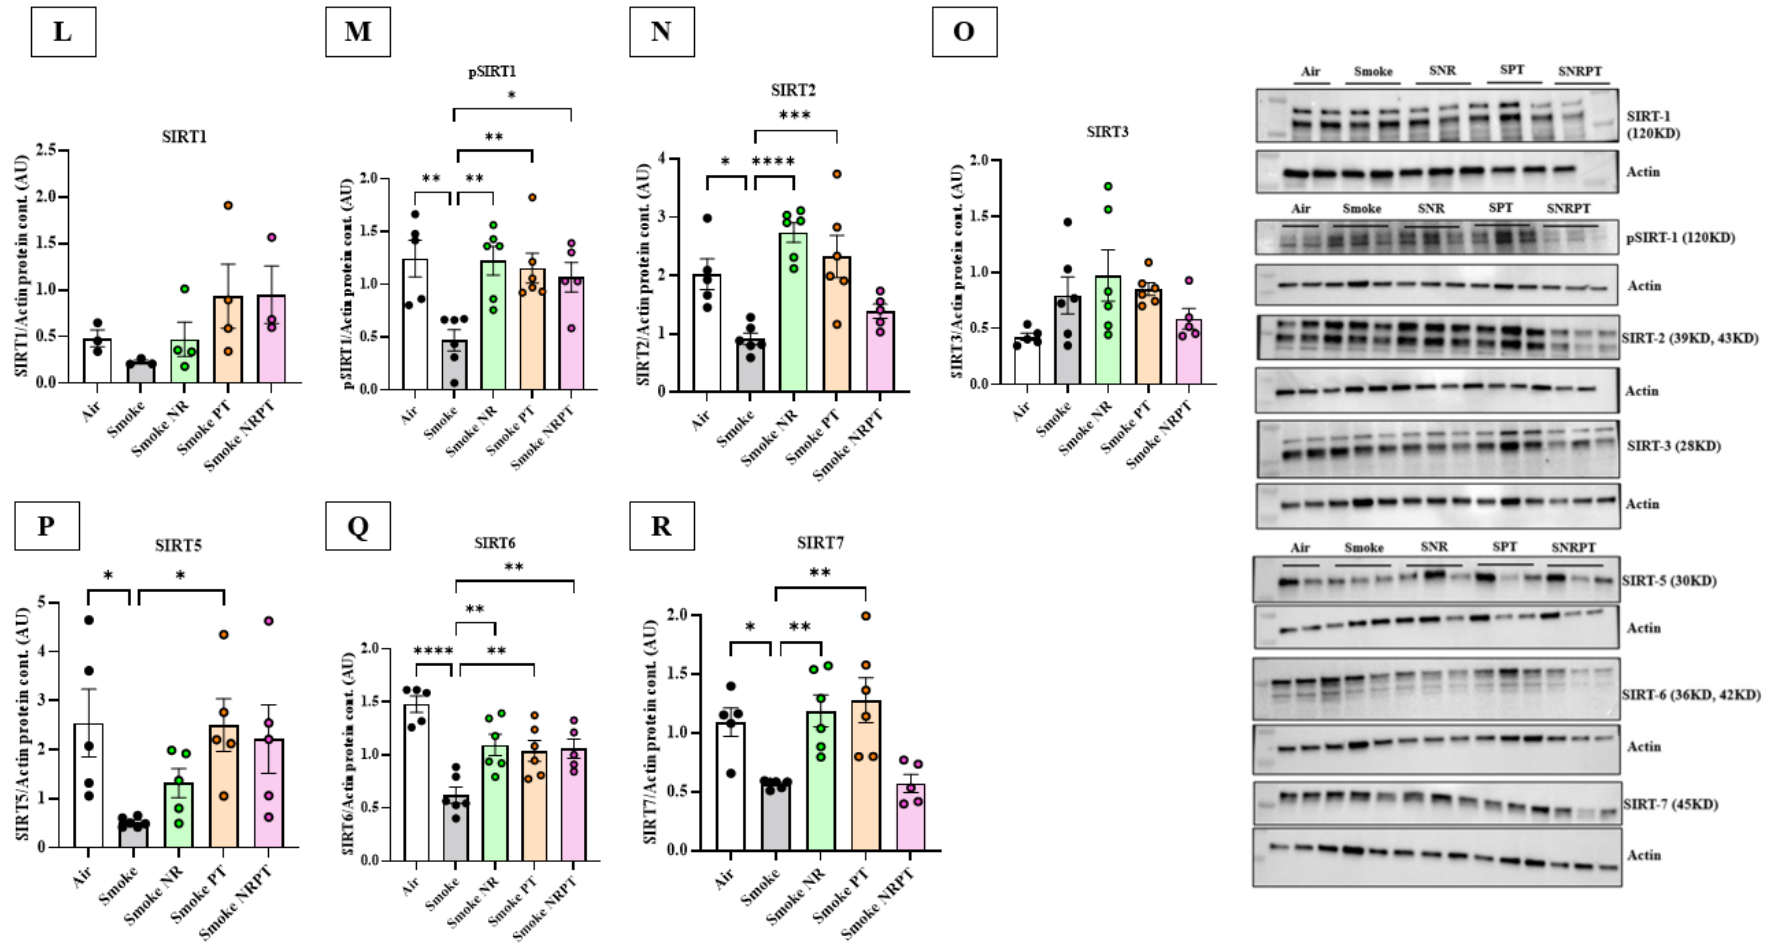 L
M
N
O
SIRT1
SIRT1/Actin protein cont. (AU)
2.5
2.0
1.5
1.0
0.5
0.0
Air
Smoke
Smoke NR
Smoke PT
Smoke NRPT
pSIRT1
*
**
** **
pSIRT1/Actin protein cont. (AU)
2.0
1.5
1.0
0.5
0.0
Air
Smoke
Smoke NR
Smoke PT
Smoke NRPT
SIRT2
***
* ****
SIRT2/Actin protein cont. (AU)
4
3
2
1
0
Air
Smoke
Smoke NR
Smoke PT
Smoke NRPT
SIRT3
SIRT3/Actin protein cont. (AU)
2.0
1.5
1.0
0.5
0.0
Air
Smoke
Smoke NR
Smoke PT
Smoke NRPT
Air Smoke SNR SPT SNRPT
SIRT-1
(120KD)
Actin
Air Smoke SNR SPT SNRPT
pSIRT-1 (120KD)
Actin
SIRT-2 (39KD, 43KD)
Actin
SIRT-3 (28KD)
Actin
Air Smoke SNR SPT SNRPT
SIRT-5 (30KD)
Actin
SIRT-6 (36KD, 42KD)
Actin
SIRT-7 (45KD)
Actin
P
Q
R
SIRT5
* *
SIRT5/Actin protein cont. (AU)
5
4
3
2
1
0
Air
Smoke
Smoke NR
Smoke PT
Smoke NRPT
SIRT6
**
**
**** **
SIRT6/Actin protein cont. (AU)
2.0
1.5
1.0
0.5
0.0
Air
Smoke
Smoke NR
Smoke PT
Smoke NRPT
SIRT7
**
* **
SIRT7/Actin protein cont. (AU)
2.0
1.5
1.0
0.5
0.0
Air
Smoke
Smoke NR
Smoke PT
Smoke NRPT